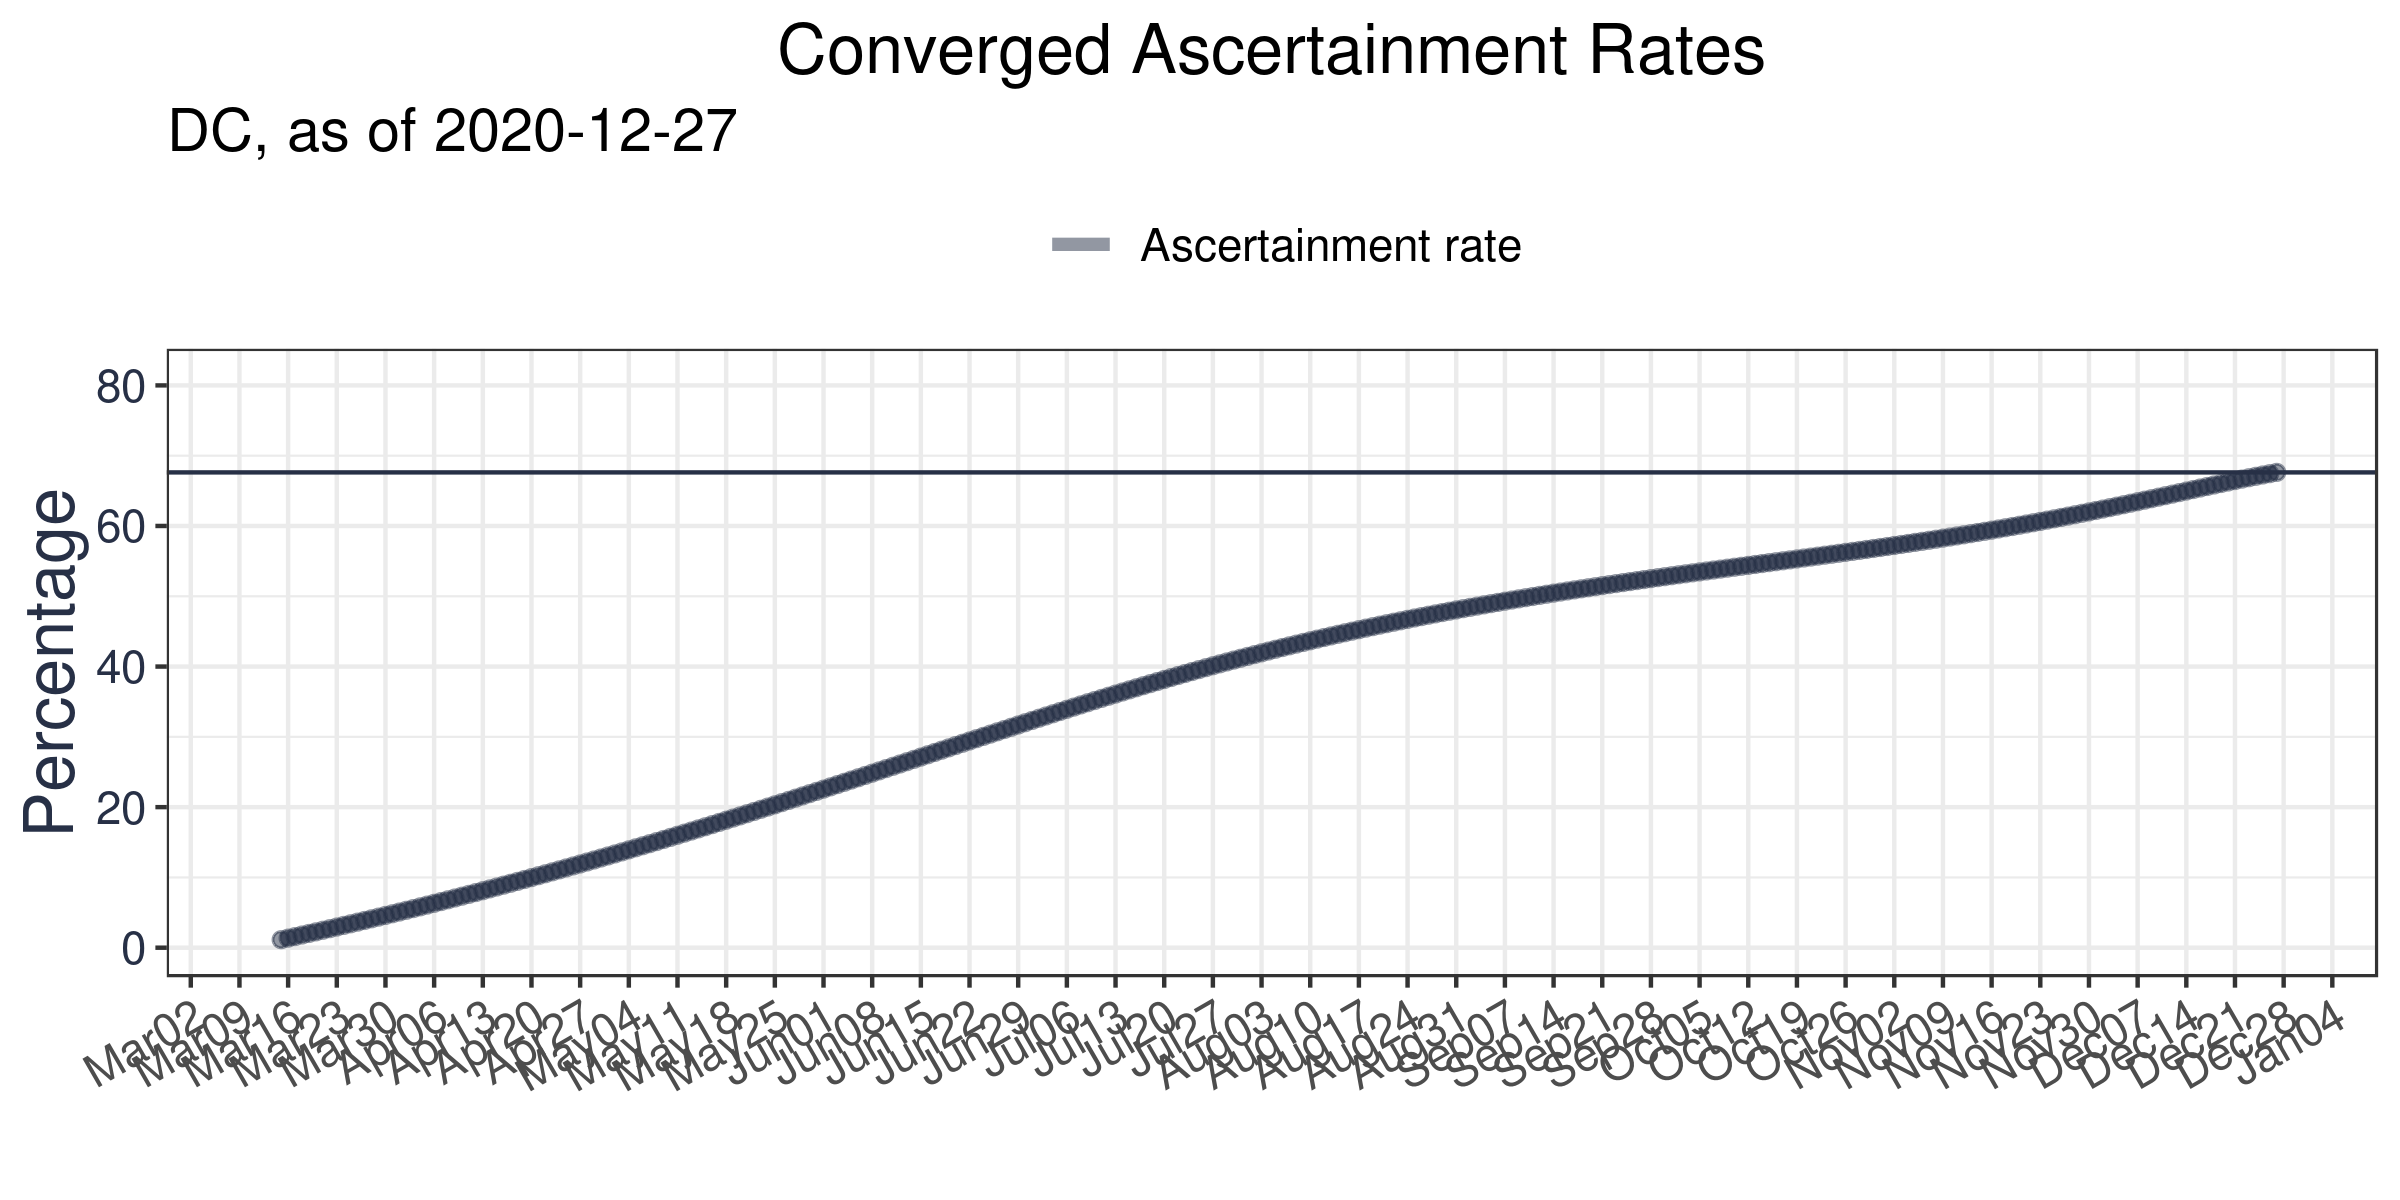 Converged Ascertainment Rates
DC, as of 2020-12-27
Ascertainment rate
Percentage
80
60
40
20
0
Mar02
Mar09
Mar16
Mar23
Mar30
Apr06
Apr13
Apr20
Apr27
May04
May11
May18
May25
Jun01
Jun08
Jun15
Jun22
Jun29
Jul06
Jul13
Jul20
Jul27
Aug03
Aug10
Aug17
Aug24
Aug31
Sep07
Sep14
Sep21
Sep28
Oct05
Oct12
Oct19
Oct26
Nov02
Nov09
Nov16
Nov23
Nov30
Dec07
Dec14
Dec21
Dec28
Jan04